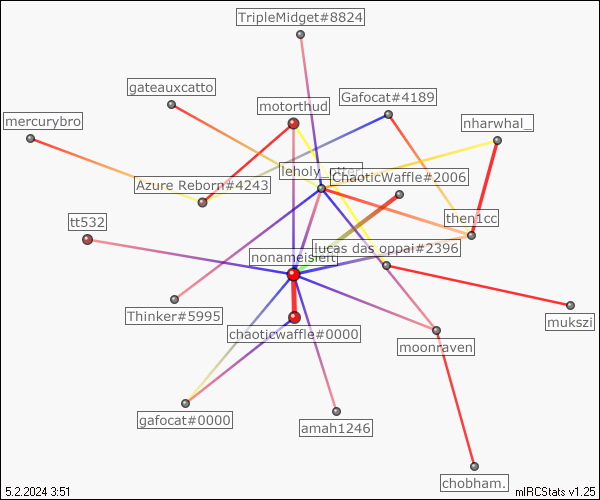 TripleMidget#8824
gateauxcatto
Gafocat#4189
motorthud
mercurybro
nharwhal_
leholy_
ChaoticWaffle#2006
Azure Reborn#4243
then1cc
tt532
lucas das oppai#2396
nonameisleft
Thinker#5995
mukszi
chaoticwaffle#0000
moonraven
gafocat#0000
amah1246
chobham.
5.2.2024 3:51
mIRCStats v1.25